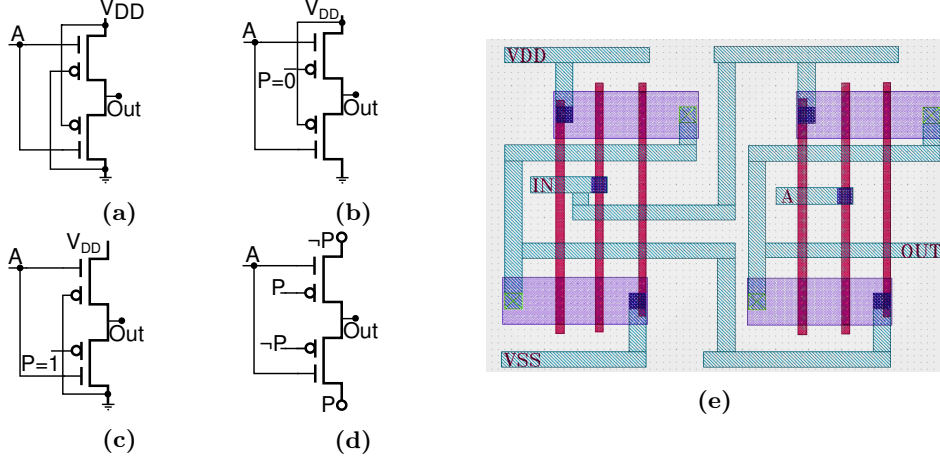 VDD
A
Out
(a)
VDD
A
P=0
Out
(b)
VDD
A
Out
P=1
(c)
¬P
A
P
Out
¬P
P
(d)
VDD
IN
A
OUT
VSS
(e)